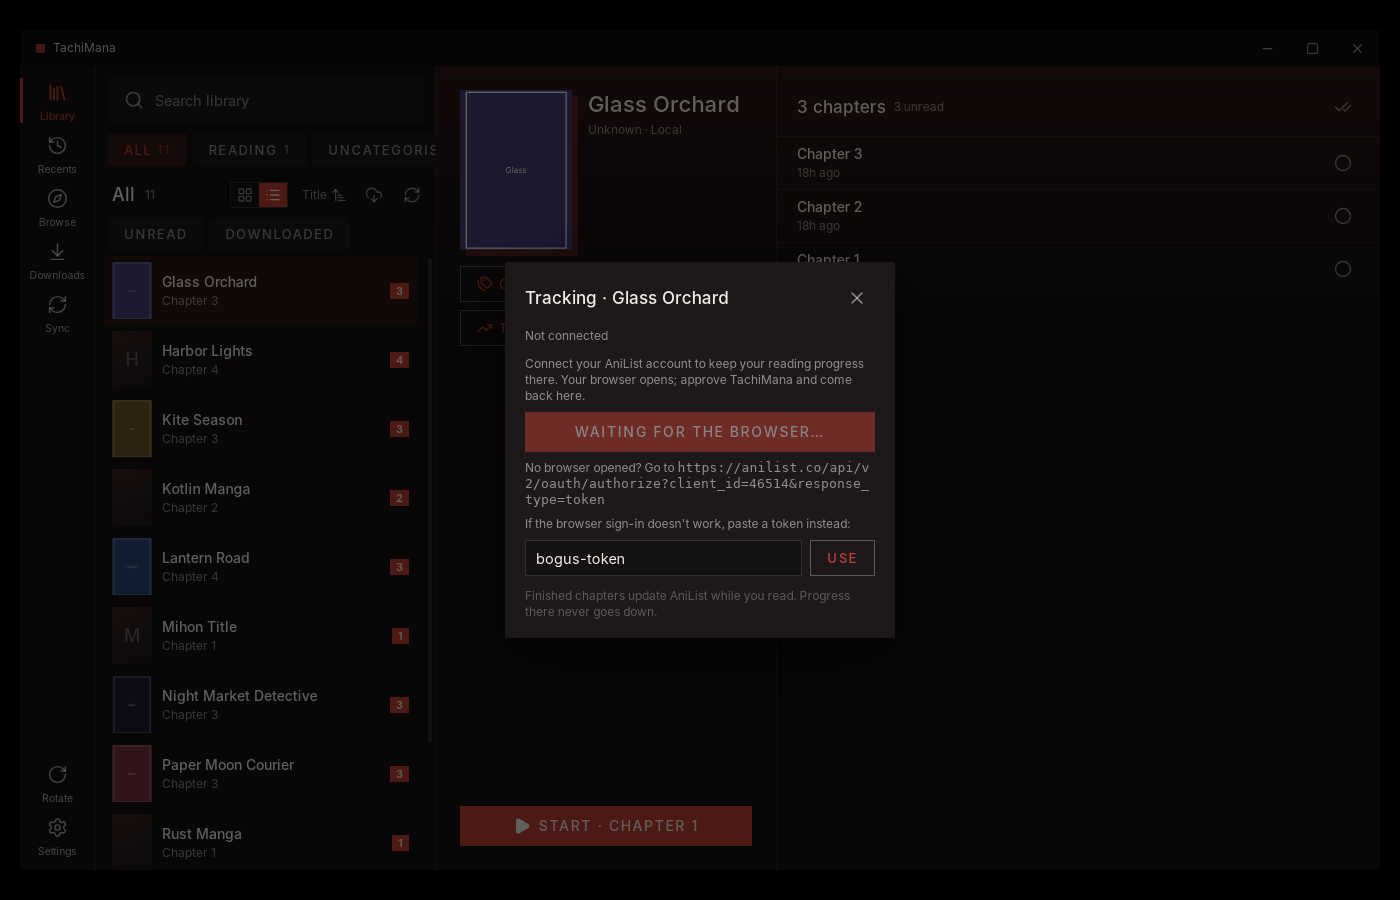 TachiMana
Library
Recents
Browse
Downloads
Sync
Rotate
Settings
Search library
ALL 11
READING 1
UNCATEGORIS
All 11
Title
UNREAD
DOWNLOADED
Glass Orchard
Chapter 3
3
H
Harbor Lights
Chapter 4
4
Kite Season
Chapter 3
3
Kotlin Manga
Chapter 2
2
Lantern Road
Chapter 4
3
M
Mihon Title
Chapter 1
1
Night Market Detective
Chapter 3
3
Paper Moon Courier
Chapter 3
3
Rust Manga
Chapter 1
1
Glass
Glass Orchard
Unknown · Local
START · CHAPTER 1
3 chapters 3 unread
Chapter 3
18h ago
Chapter 2
18h ago
Chapter 1
Tracking · Glass Orchard
Not connected
Connect your AniList account to keep your reading progress
there. Your browser opens; approve TachiMana and come
back here.
WAITING FOR THE BROWSER…
No browser opened? Go to https://anilist.co/api/v
2/oauth/authorize?client_id=46514&response_
type=token
If the browser sign-in doesn't work, paste a token instead:
bogus-token
USE
Finished chapters update AniList while you read. Progress
there never goes down.